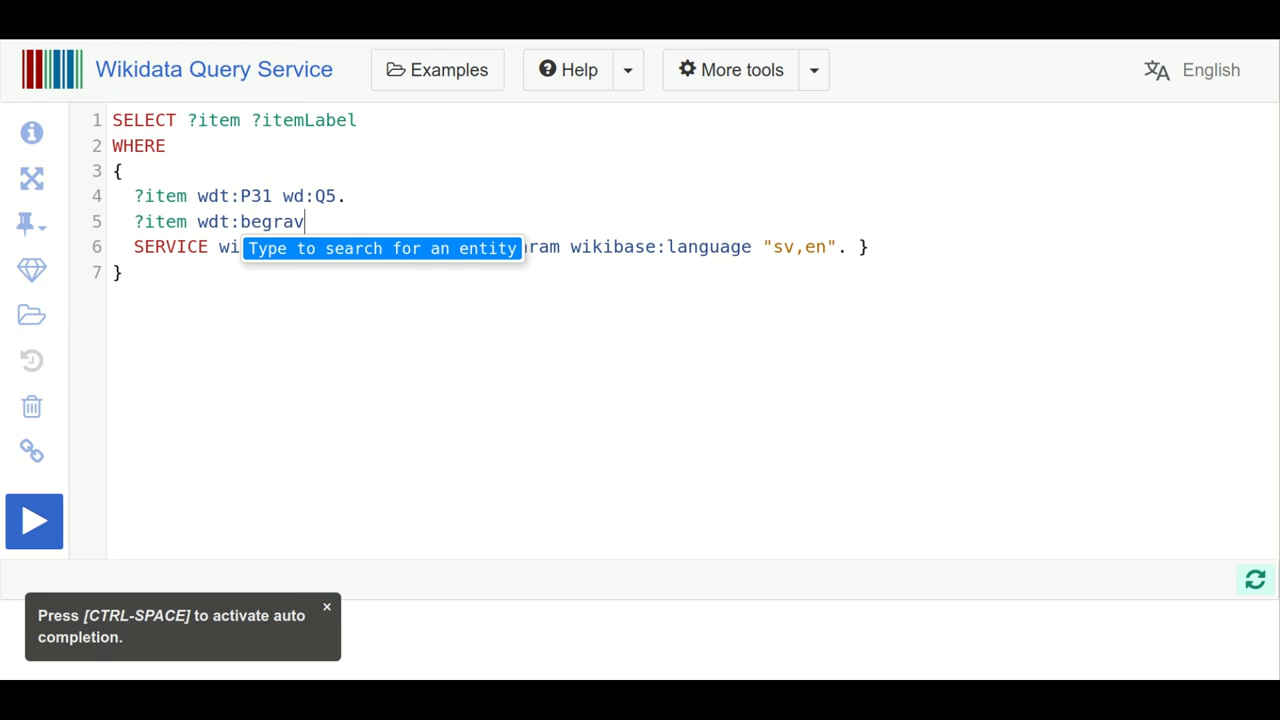 Wikidata Query Service
Examples
Help
More tools
English
1 SELECT ?item ?itemLabel
2 WHERE
3 {
4 ?item wdt:P31 wd:Q5.
5 ?item wdt:begrav
Type to search for an entity
6 SERVICE wi ram wikibase:language "sv,en". }
7 }
Press [CTRL-SPACE] to activate auto
completion.
×